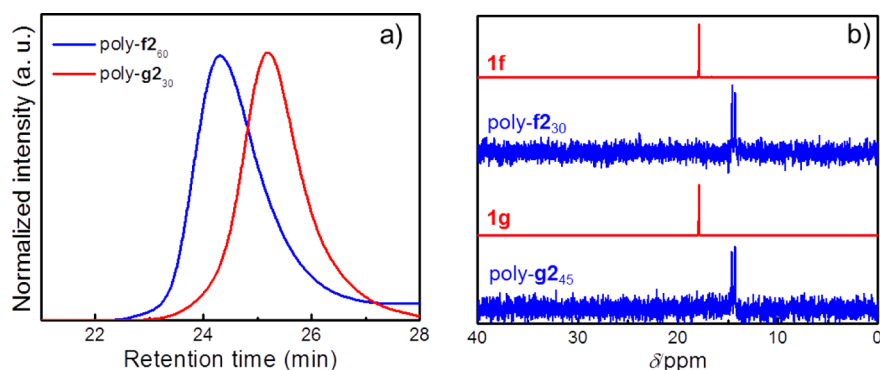 a)
poly-f2₆₀
poly-g2₃₀
Normalized intensity (a. u.)
22 24 26 28
Retention time (min)
b)
1f
poly-f2₃₀
1g
poly-g2₄₅
40 30 20 10 0
δ/ppm